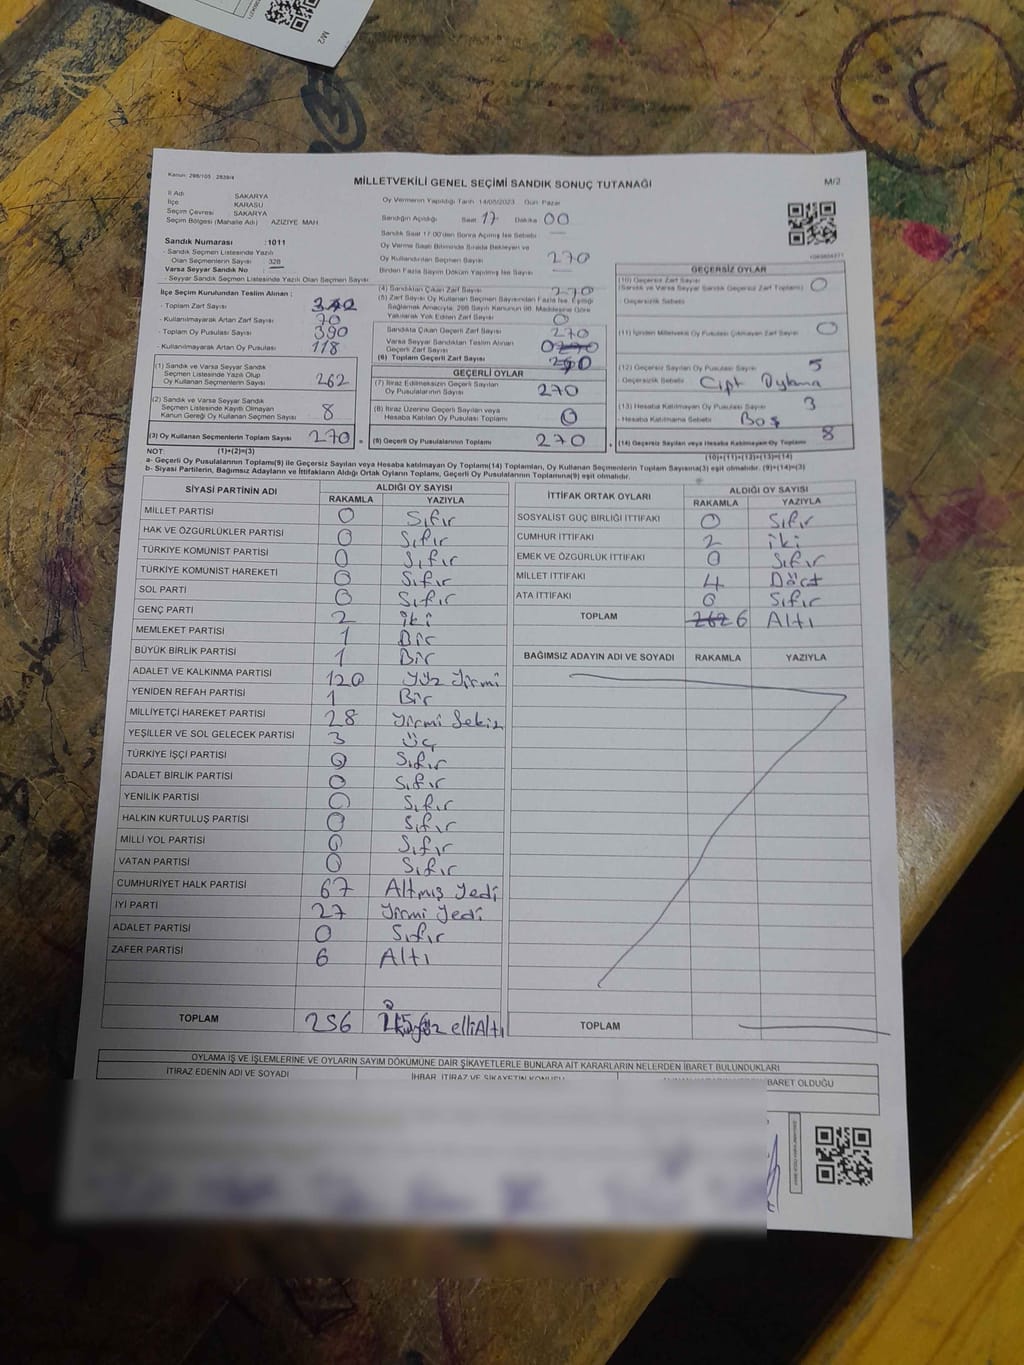 M/2
Kanun: 298/105 , 2839/4
MİLLETVEKİLİ GENEL SEÇİMİ SANDIK SONUÇ TUTANAĞI
M/2
İl Adı SAKARYA
İlçe KARASU
Seçim Çevresi SAKARYA
Seçim Bölgesi (Mahalle Adı) AZİZİYE MAH
Oy Vermenin Yapıldığı Tarih 14/05/2023 Gün Pazar
Sandığın Açıldığı Saat 17 Dakika 00
Sandık Saat 17.00'den Sonra Açılmış İse Sebebi —
Oy Verme Saati Bitiminde Sırada Bekleyen ve
Oy Kullandırılan Seçmen Sayısı 270
Birden Fazla Sayım Döküm Yapılmış İse Sayısı —
Sandık Numarası : 1011
- Sandık Seçmen Listesinde Yazılı
Olan Seçmenlerin Sayısı 328
Varsa Seyyar Sandık No —
- Seyyar Sandık Seçmen Listesinde Yazılı Olan Seçmen Sayısı
İlçe Seçim Kurulundan Teslim Alınan ;
- Toplam Zarf Sayısı
- Kullanılmayarak Artan Zarf Sayısı 70
- Toplam Oy Pusulası Sayısı 390
- Kullanılmayarak Artan Oy Pusulası 118
(1) Sandık ve Varsa Seyyar Sandık
Seçmen Listesinde Yazılı Olup
Oy Kullanan Seçmenlerin Sayısı 262
(2) Sandık ve Varsa Seyyar Sandık
Seçmen Listesinde Kayıtlı Olmayan
Kanun Gereği Oy Kullanan Seçmen Sayısı 8
(3) Oy Kullanan Seçmenlerin Toplam Sayısı 270
(1)+(2)=(3)
(4) Sandıktan Çıkan Zarf Sayısı 270
(5) Zarf Sayısı Oy Kullanan Seçmen Sayısından Fazla İse, Eşitliği
Sağlamak Amacıyla, 298 Sayılı Kanunun 98. Maddesine Göre
Yakılarak Yok Edilen Zarf Sayısı 0
Sandıkta Çıkan Geçerli Zarf Sayısı 270
Varsa Seyyar Sandıktan Teslim Alınan
Geçerli Zarf Sayısı 0
(6) Toplam Geçerli Zarf Sayısı
GEÇERLİ OYLAR
(7) İtiraz Edilmeksizin Geçerli Sayılan
Oy Pusulalarının Sayısı 270
(8) İtiraz Üzerine Geçerli Sayılan veya
Hesaba Katılan Oy Pusulası Toplamı 0
(9) Geçerli Oy Pusulalarının Toplamı 270
GEÇERSİZ OYLAR
(10) Geçersiz Zarf Sayısı
(Sandık ve Varsa Seyyar Sandık Geçersiz Zarf Toplamı) 0
Geçersizlik Sebebi
(11) İçinden Milletvekili Oy Pusulası Çıkmayan Zarf Sayısı 0
(12) Geçersiz Sayılan Oy Pusulası Sayısı 5
Geçersizlik Sebebi Çift Oylama
(13) Hesaba Katılmayan Oy Pusulası Sayısı 3
Hesaba Katılmama Sebebi Boş
(14) Geçersiz Sayılan veya Hesaba Katılmayan Oy Toplamı 8
(10)+(11)+(12)+(13)=(14)
NOT:
a- Geçerli Oy Pusulalarının Toplamı(9) ile Geçersiz Sayılan veya Hesaba katılmayan Oy Toplamı(14) Toplamları, Oy Kullanan Seçmenlerin Toplam Sayısına(3) eşit olmalıdır. (9)+(14)=(3)
b- Siyasi Partilerin, Bağımsız Adayların ve İttifakların Aldığı Ortak Oyların Toplamı, Geçerli Oy Pusulalarının Toplamına(9) eşit olmalıdır.
SİYASİ PARTİNİN ADI ALDIĞI OY SAYISI
RAKAMLA YAZIYLA
MİLLET PARTİSİ 0 Sıfır
HAK VE ÖZGÜRLÜKLER PARTİSİ 0 Sıfır
TÜRKİYE KOMÜNİST PARTİSİ 0 Sıfır
TÜRKİYE KOMÜNİST HAREKETİ 0 Sıfır
SOL PARTİ 0 Sıfır
GENÇ PARTİ 2 iki
MEMLEKET PARTİSİ 1 Bir
BÜYÜK BİRLİK PARTİSİ 1 Bir
ADALET VE KALKINMA PARTİSİ 120 Yüz Yirmi
YENİDEN REFAH PARTİSİ 1 Bir
MİLLİYETÇİ HAREKET PARTİSİ 28 Yirmi Sekiz
YEŞİLLER VE SOL GELECEK PARTİSİ 3 Üç
TÜRKİYE İŞÇİ PARTİSİ 0 Sıfır
ADALET BİRLİK PARTİSİ 0 Sıfır
YENİLİK PARTİSİ 0 Sıfır
HALKIN KURTULUŞ PARTİSİ 0 Sıfır
MİLLİ YOL PARTİSİ 0 Sıfır
VATAN PARTİSİ 0 Sıfır
CUMHURİYET HALK PARTİSİ 67 Altmış Yedi
İYİ PARTİ 27 Yirmi Yedi
ADALET PARTİSİ 0 Sıfır
ZAFER PARTİSİ 6 Altı
TOPLAM 256 elli Altı
İTTİFAK ORTAK OYLARI ALDIĞI OY SAYISI
RAKAMLA YAZIYLA
SOSYALİST GÜÇ BİRLİĞİ İTTİFAKI 0 Sıfır
CUMHUR İTTİFAKI 2 iki
EMEK VE ÖZGÜRLÜK İTTİFAKI 0 Sıfır
MİLLET İTTİFAKI 4 Dört
ATA İTTİFAKI 0 Sıfır
TOPLAM 262 6 Altı
BAĞIMSIZ ADAYIN ADI VE SOYADI RAKAMLA YAZIYLA
TOPLAM —
OYLAMA İŞ VE İŞLEMLERİNE VE OYLARIN SAYIM DÖKÜMÜNE DAİR ŞİKAYETLERLE BUNLARA AİT KARARLARIN NELERDEN İBARET BULUNDUKLARI
İTİRAZ EDENİN ADI VE SOYADI İHBAR, İTİRAZ VE ŞİKAYETİN KONUSU BARET OLDUĞU